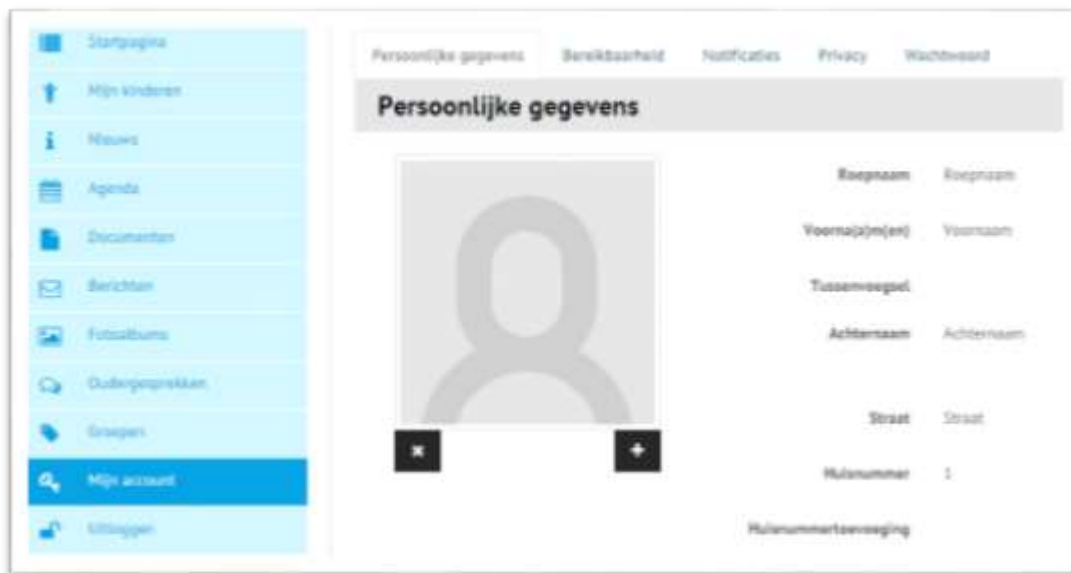 Startpagina
Mijn kinderen
Nieuws
Agenda
Documenten
Berichten
Fotoalbums
Oudergesprekken
Groepen
Mijn account
Uitloggen
Persoonlijke gegevens Bereikbaarheid Notificaties Privacy Wachtwoord
Persoonlijke gegevens
Roepnaam Roepnaam
Voorna(a)m(en) Voornaam
Tussenvoegsel
Achternaam Achternaam
Straat Straat
Huisnummer 1
Huisnummertoevoeging